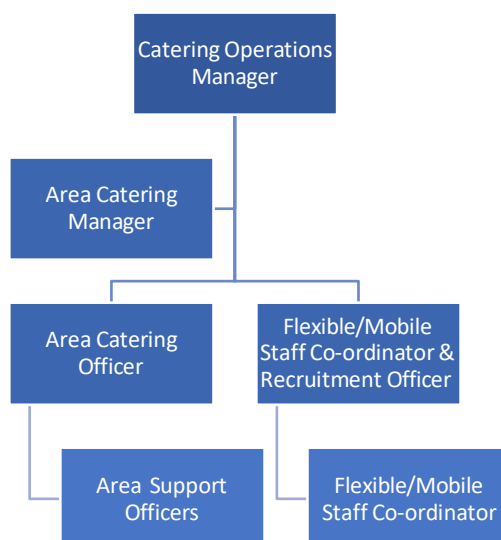 Catering Operations
Manager
Area Catering
Manager
Area Catering
Officer
Flexible/Mobile
Staff Co-ordinator &
Recruitment Officer
Area Support
Officers
Flexible/Mobile
Staff Co-ordinator